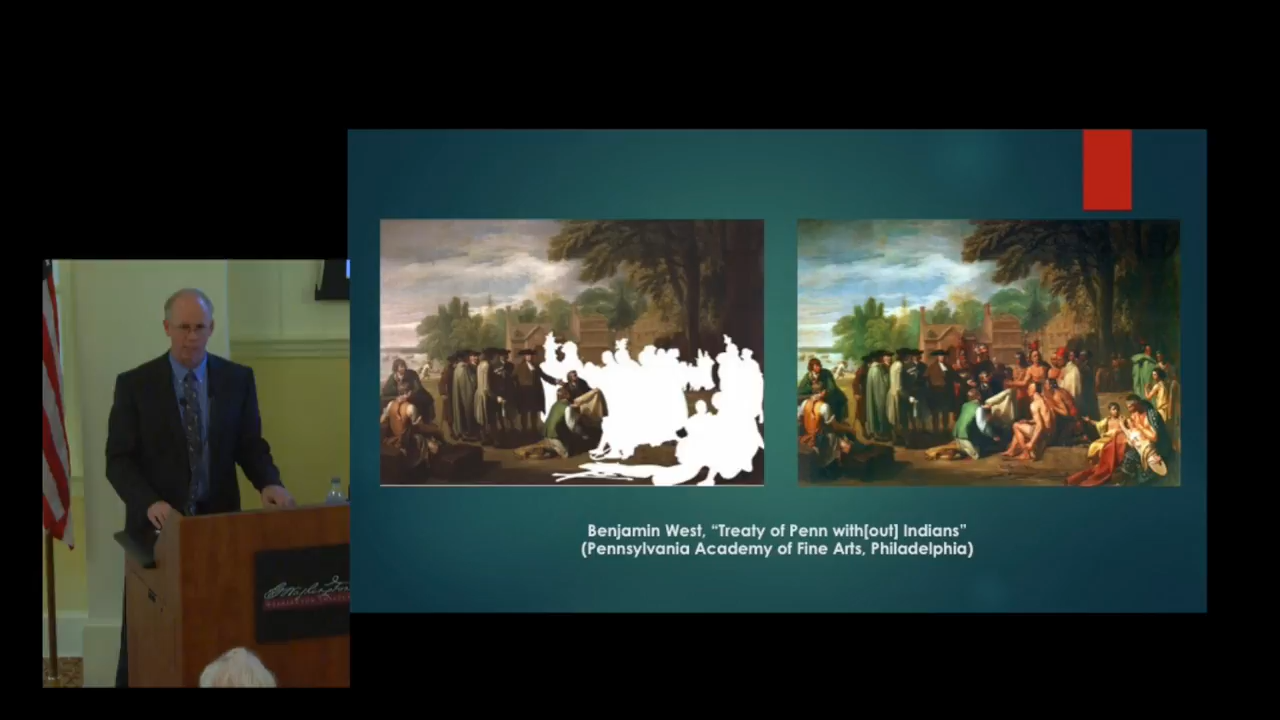 Benjamin West, “Treaty of Penn with[out] Indians”
(Pennsylvania Academy of Fine Arts, Philadelphia)